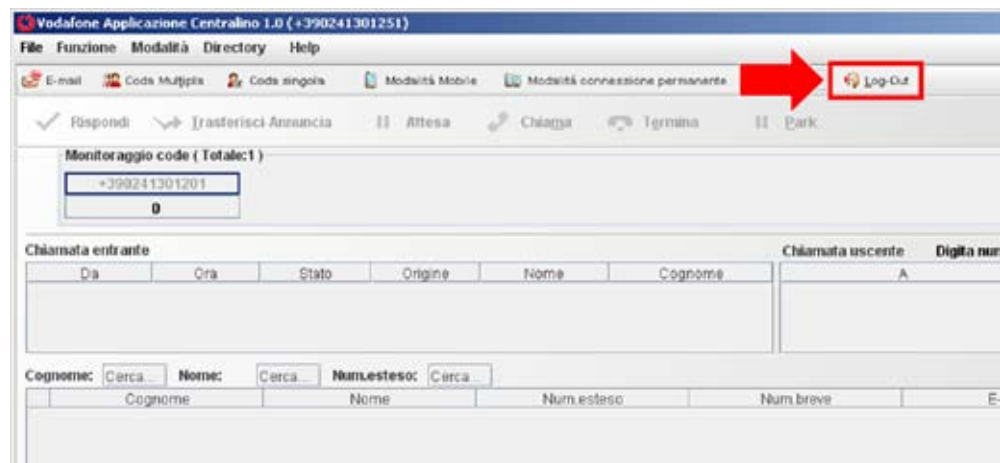 Vodafone Applicazione Centralino 1.0 (+390241301251)
File Funzione Modalità Directory Help
E-mail Coda Multipla Coda singola Modalità Mobile Modalità connessione permanente Log-Out
Rispondi Trasferisci Annuncia Attesa Chiama Termina Park
Monitoraggio code ( Totale:1 )
+390241301201
0
Chiamata entrante Chiamata uscente Digita num
Da Ora Stato Origine Nome Cognome A
Cognome: Cerca... Nome: Cerca... Num.esteso: Cerca...
Cognome Nome Num.esteso Num.breve E-